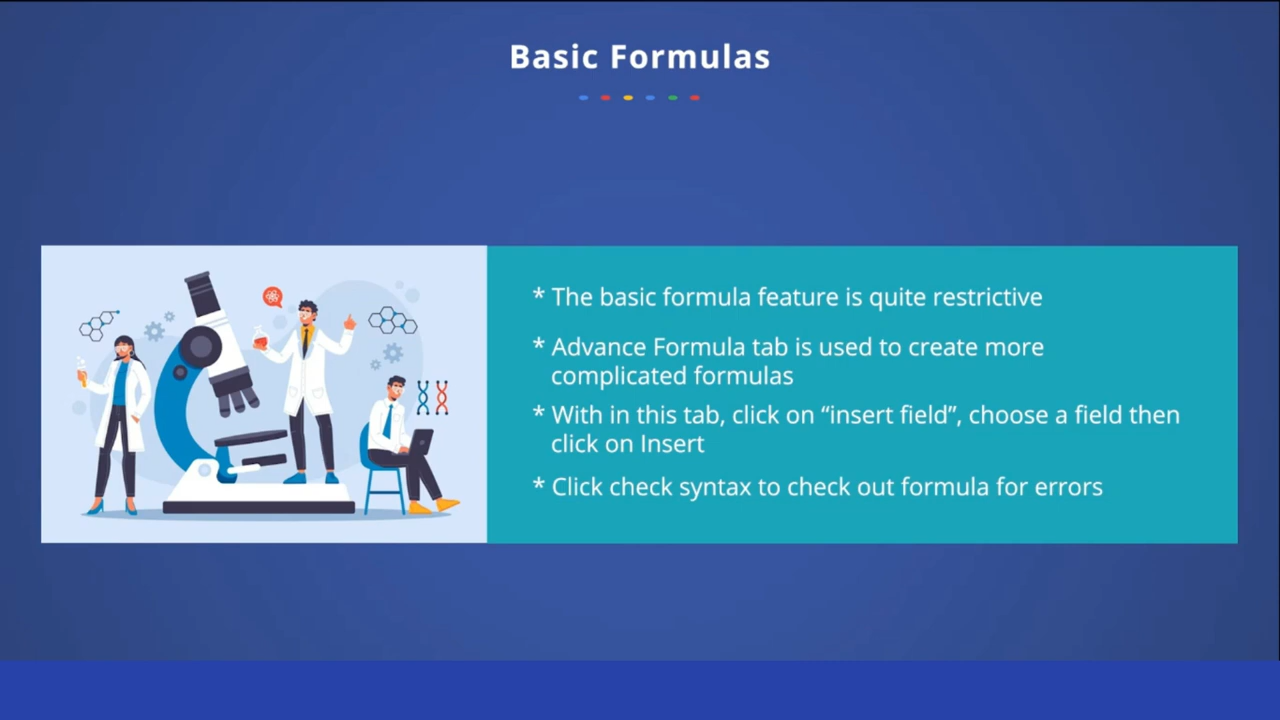 Basic Formulas
* The basic formula feature is quite restrictive
* Advance Formula tab is used to create more
complicated formulas
* With in this tab, click on “insert field”, choose a field then
click on Insert
* Click check syntax to check out formula for errors